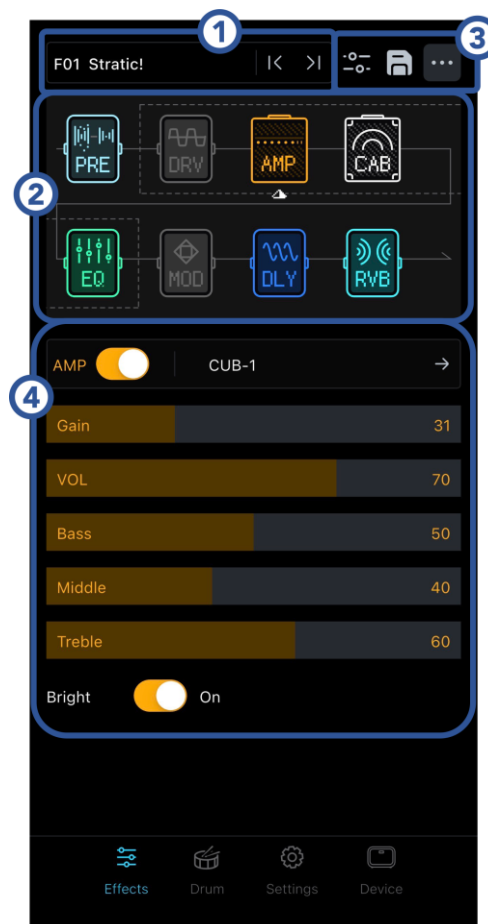 1
3
F01 Stratic!
2
PRE DRV AMP CAB
EQ MOD DLY RVB
4
AMP CUB-1
Gain 31
VOL 70
Bass 50
Middle 40
Treble 60
Bright On
Effects Drum Settings Device